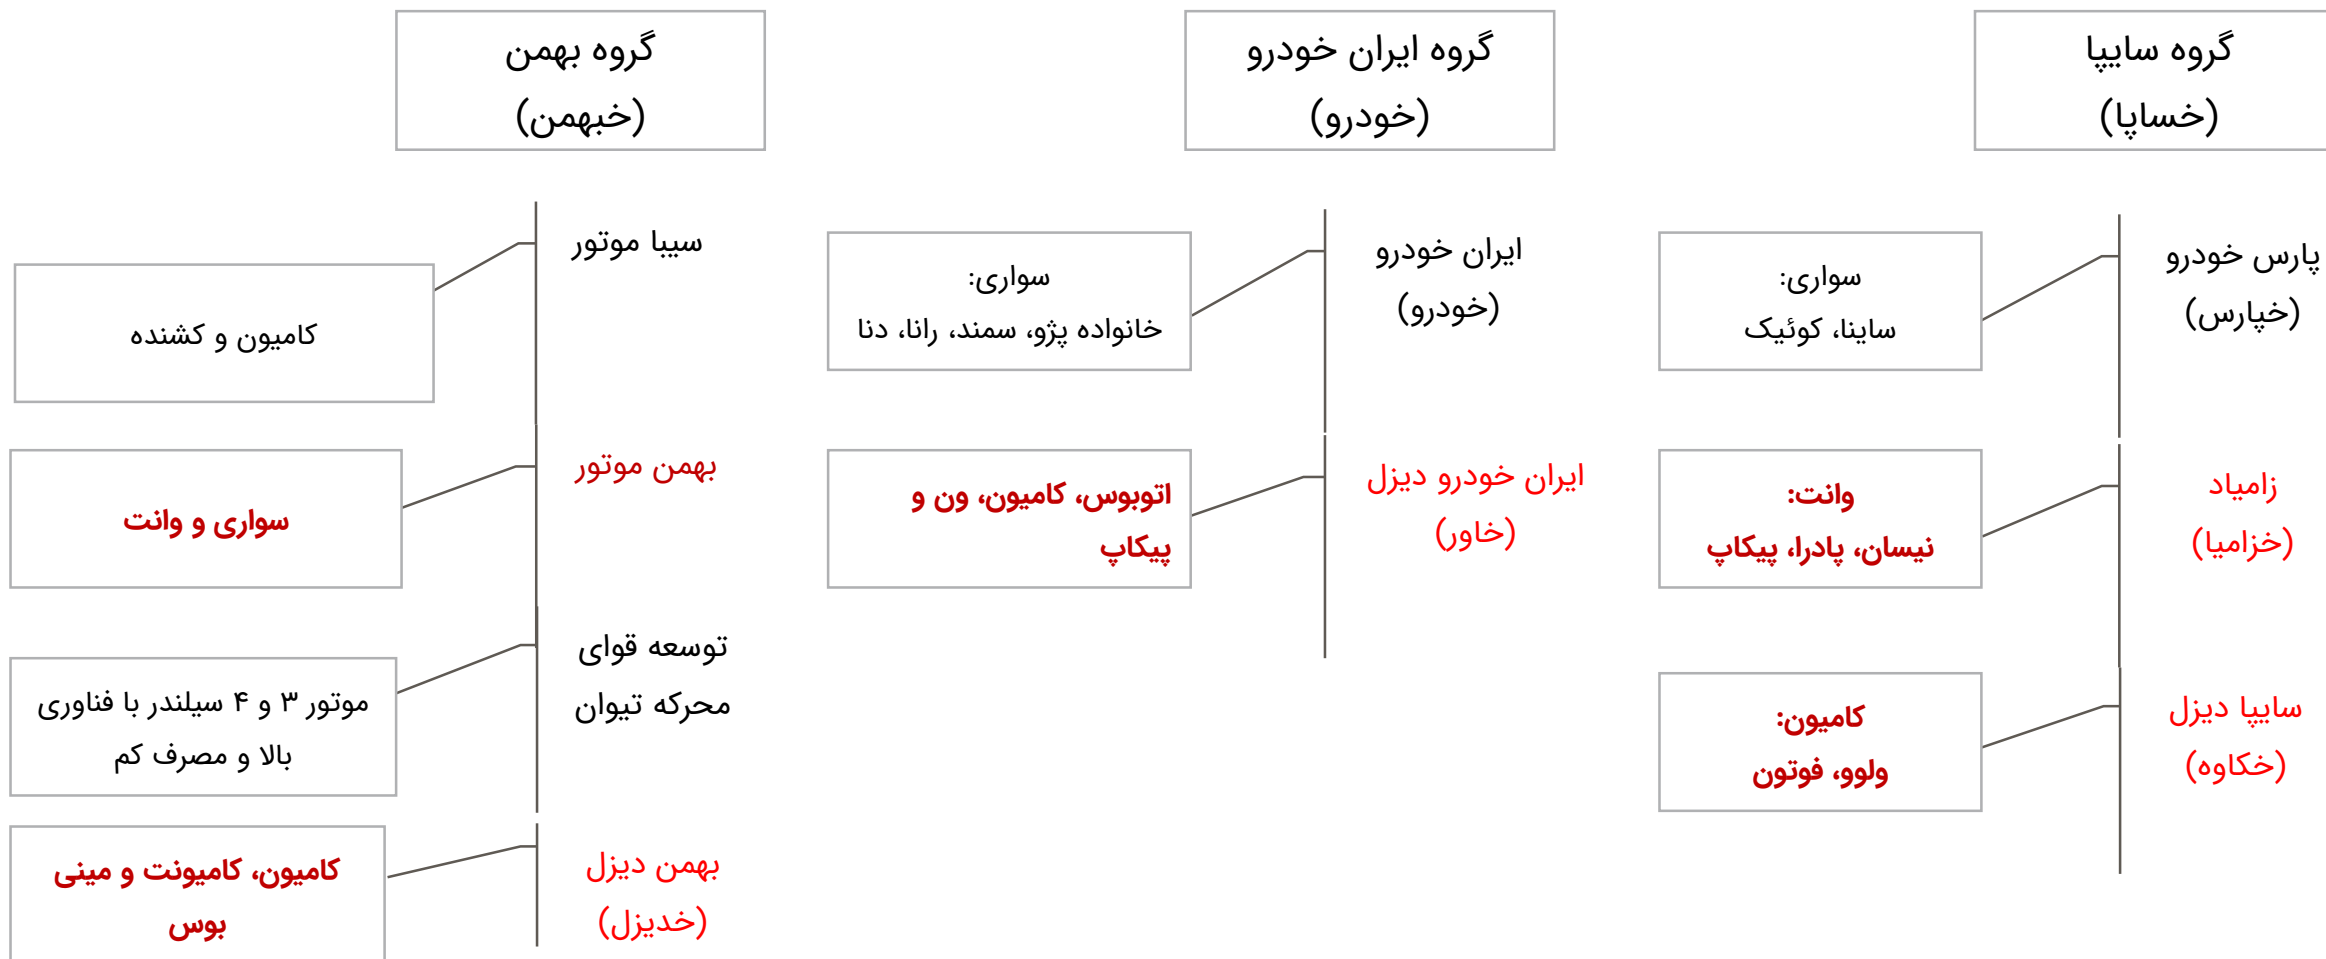 گروه سایپا
(خساپا)
پارس خودرو
(خپارس)
سواری:
ساینا، کوئیک
زامیاد
(خزامیا)
وانت:
نیسان، پادرا، پیکاپ
سایپا دیزل
(خکاوه)
کامیون:
ولوو، فوتون
گروه ایران خودرو
(خودرو)
ایران خودرو
(خودرو)
سواری:
خانواده پژو، سمند، رانا، دنا
ایران خودرو دیزل
(خاور)
اتوبوس، کامیون، ون و
پیکاپ
گروه بهمن
(خبهمن)
سیبا موتور
کامیون و کشنده
بهمن موتور
سواری و وانت
توسعه قوای
محرکه تیوان
موتور ۳ و ۴ سیلندر با فناوری
بالا و مصرف کم
بهمن دیزل
(خدیزل)
کامیون، کامیونت و مینی
بوس